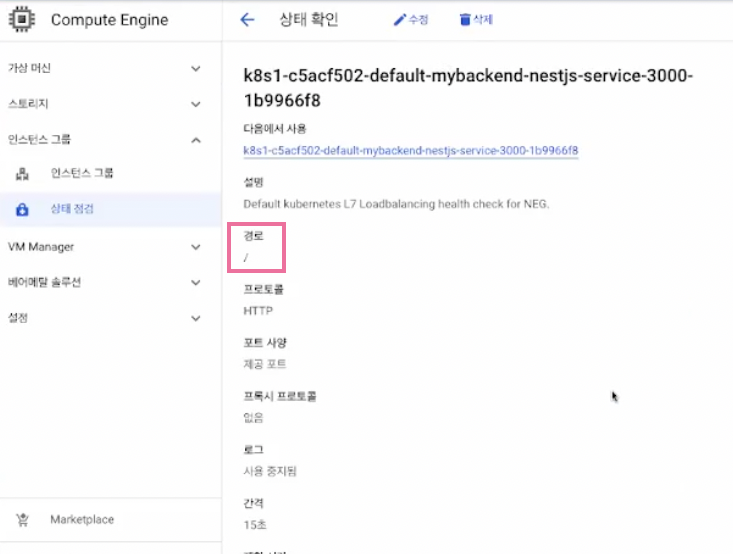 Compute Engine
상태 확인
수정
삭제
가상 머신
스토리지
인스턴스 그룹
인스턴스 그룹
상태 점검
VM Manager
베어메탈 솔루션
설정
Marketplace
k8s1-c5acf502-default-mybackend-nestjs-service-3000-
1b9966f8
다음에서 사용
k8s1-c5acf502-default-mybackend-nestjs-service-3000-1b9966f8
설명
Default kubernetes L7 Loadbalancing health check for NEG.
경로
/
프로토콜
HTTP
포트 사양
제공 포트
프록시 프로토콜
없음
로그
사용 중지됨
간격
15초